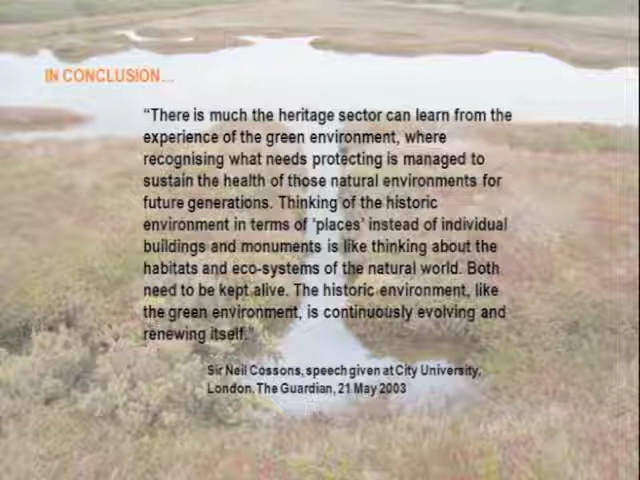 IN CONCLUSION...
“There is much the heritage sector can learn from the
experience of the green environment, where
recognising what needs protecting is managed to
sustain the health of those natural environments for
future generations. Thinking of the historic
environment in terms of ‘places’ instead of individual
buildings and monuments is like thinking about the
habitats and eco-systems of the natural world. Both
need to be kept alive. The historic environment, like
the green environment, is continuously evolving and
renewing itself.”
Sir Neil Cossons, speech given at City University,
London, The Guardian, 21 May 2003